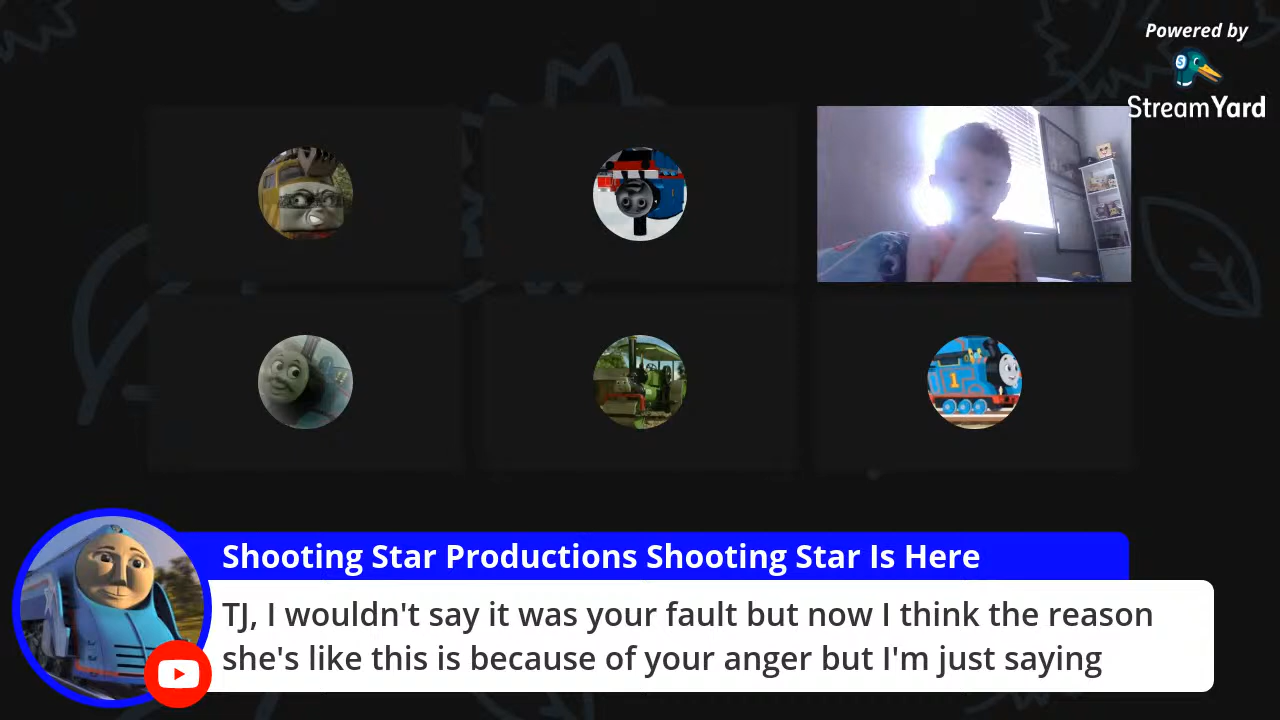 Powered by
StreamYard
Shooting Star Productions Shooting Star Is Here
TJ, I wouldn't say it was your fault but now I think the reason
she's like this is because of your anger but I'm just saying